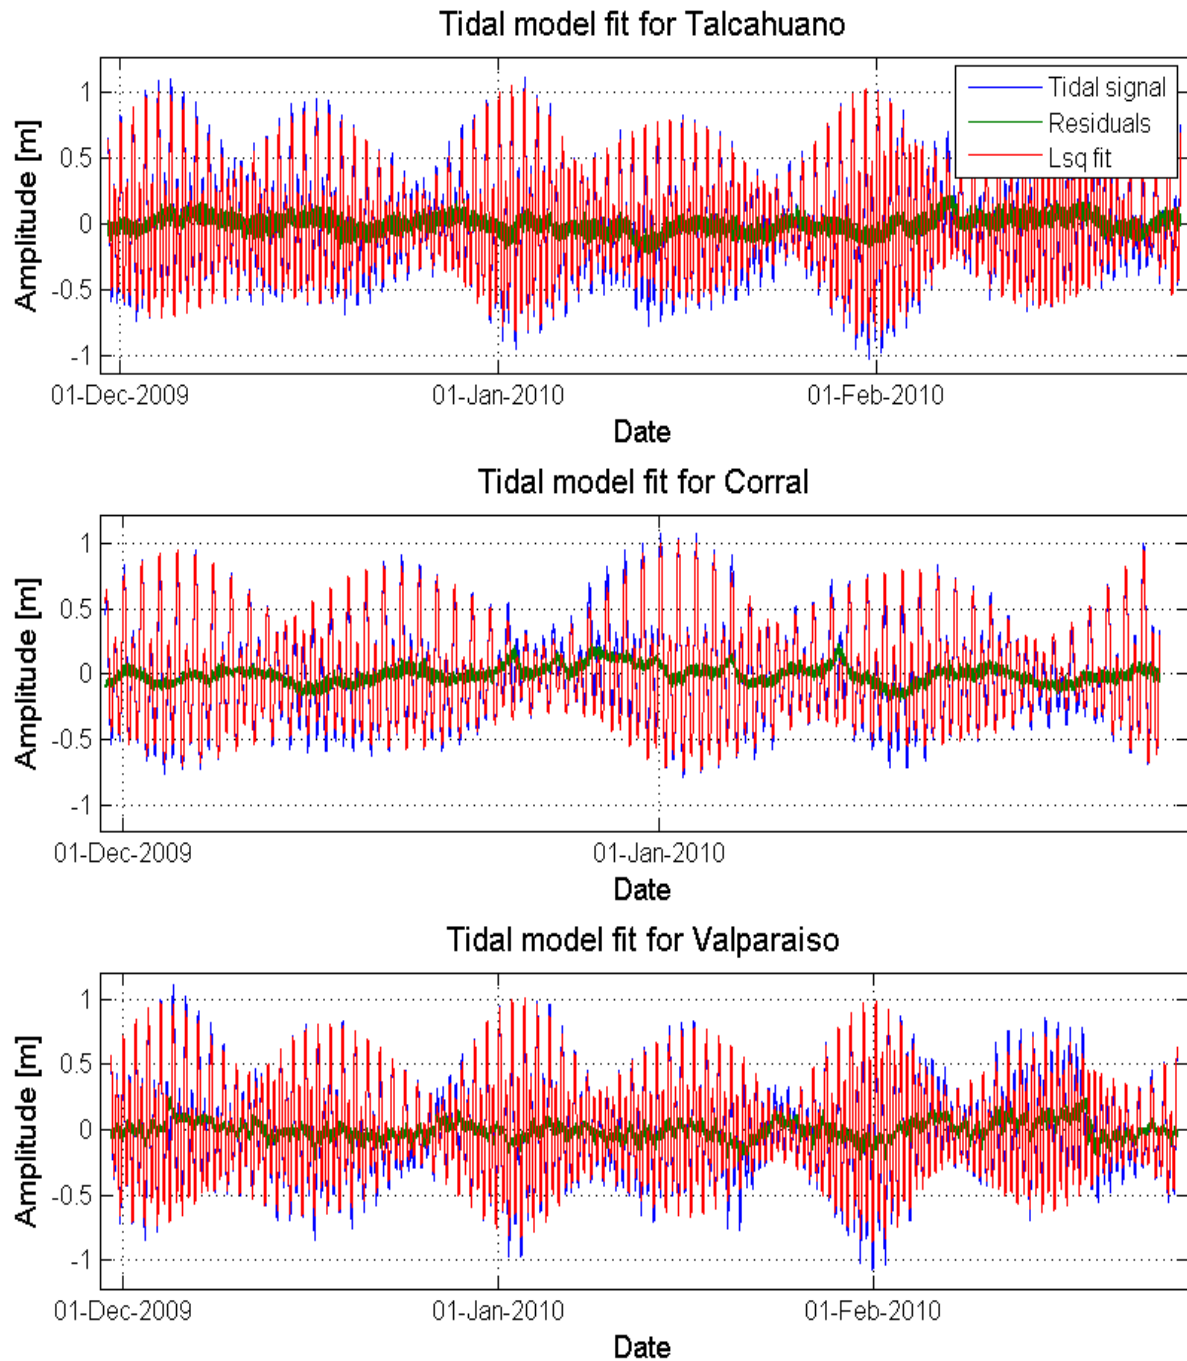 Tidal model fit for Talcahuano
Amplitude [m]
1
0.5
0
-0.5
-1
Tidal signal
Residuals
Lsq fit
01-Dec-2009
01-Jan-2010
01-Feb-2010
Date
Tidal model fit for Corral
Amplitude [m]
1
0.5
0
-0.5
-1
01-Dec-2009
01-Jan-2010
Date
Tidal model fit for Valparaiso
Amplitude [m]
1
0.5
0
-0.5
-1
01-Dec-2009
01-Jan-2010
01-Feb-2010
Date